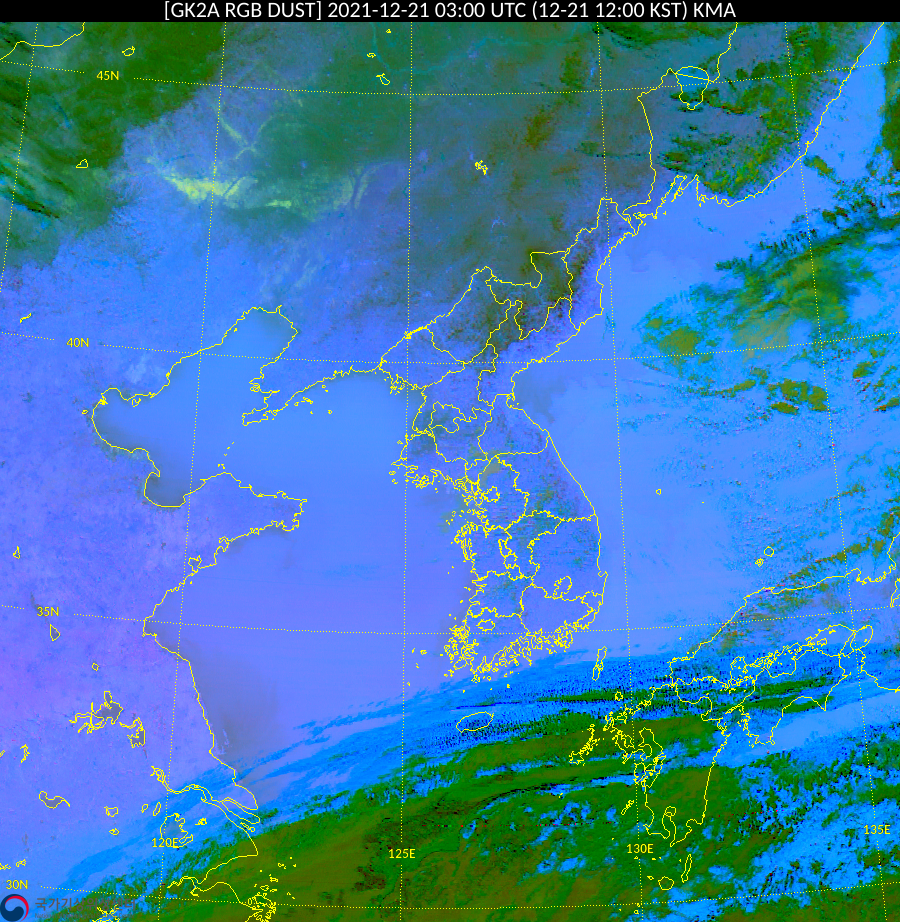 [GK2A RGB DUST] 2021-12-21 03:00 UTC (12-21 12:00 KST) KMA
45N
40N
35N
135E
120E
125E
130E
30N